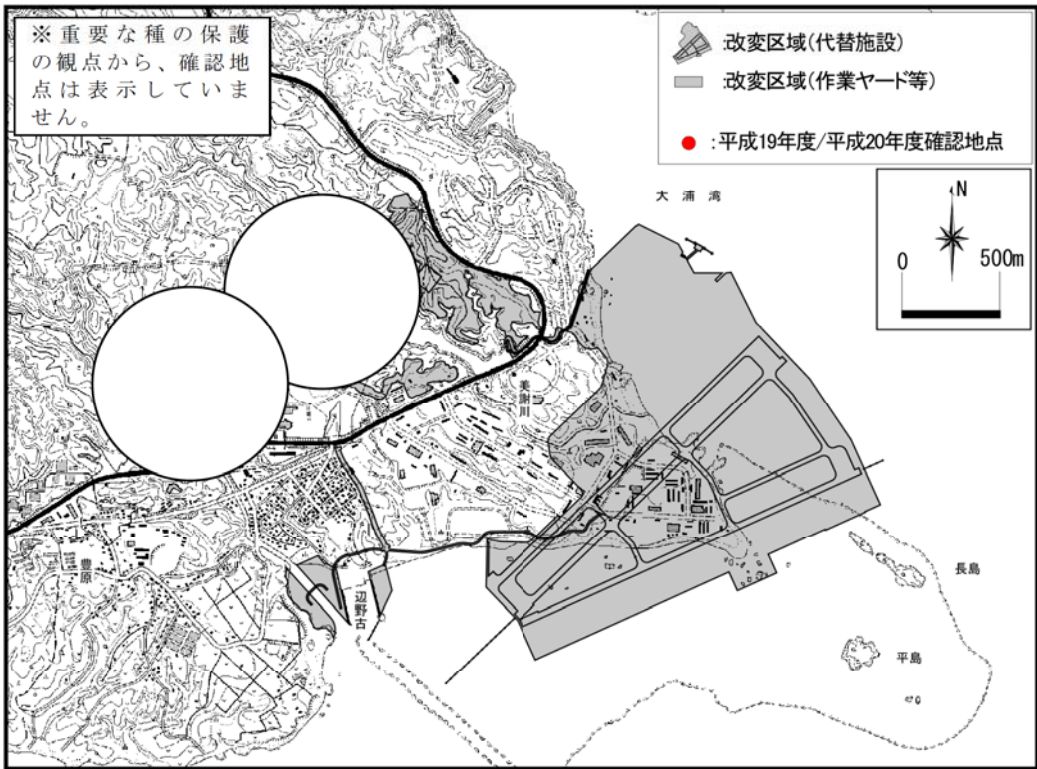 ※重要な種の保護
の観点から、確認地
点は表示していま
せん。
:改変区域(代替施設)
:改変区域(作業ヤード等)
:平成19年度/平成20年度確認地点
大浦湾
N
0 500m
美謝川
豊原
辺野古
長島
平島